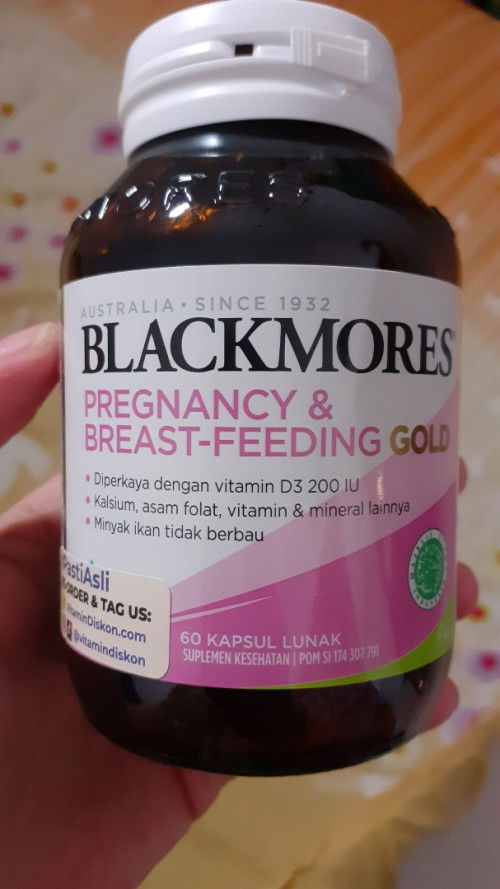 AUSTRALIA • SINCE 1932
BLACKMORES
PREGNANCY &
BREAST-FEEDING GOLD
• Diperkaya dengan vitamin D3 200 IU
• Kalsium, asam folat, vitamin & mineral lainnya
• Minyak ikan tidak berbau
PastiAsli
ORDER & TAG US:
VitaminDiskon.com
@vitamindiskon
60 KAPSUL LUNAK
SUPLEMEN KESEHATAN | POM SI 174 307 791